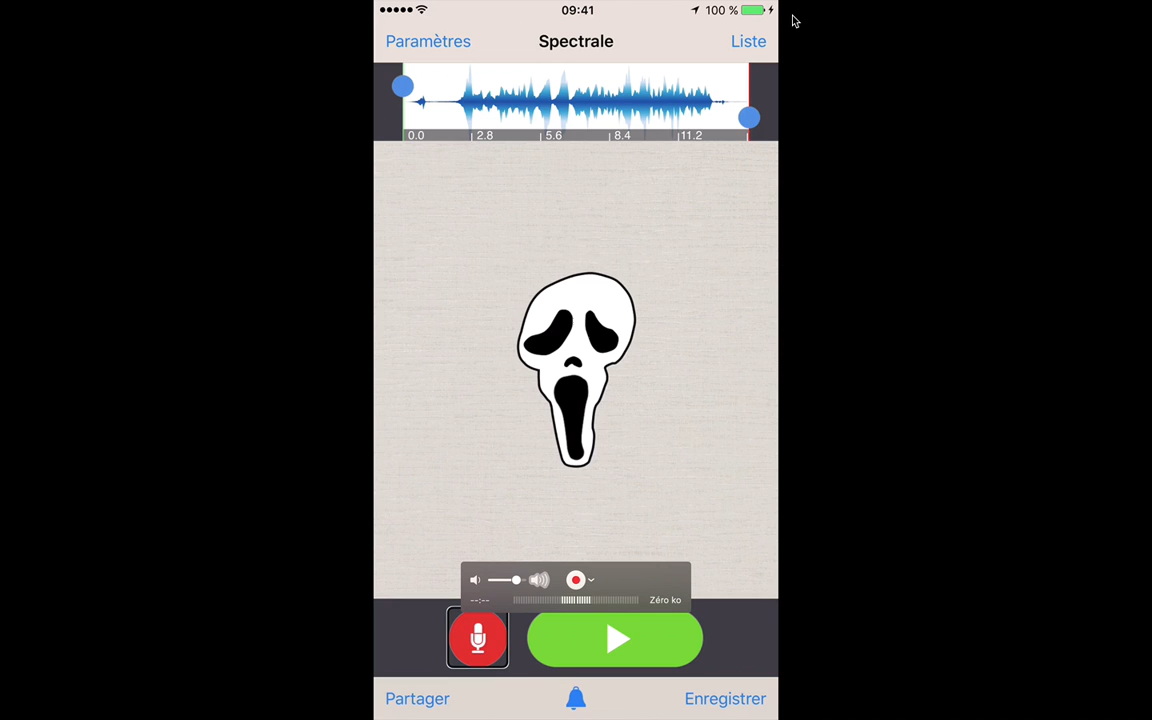 09:41
100 %
Paramètres
Spectrale
Liste
0.0
2.8
5.6
8.4
11.2
--:--
Zéro ko
Partager
Enregistrer